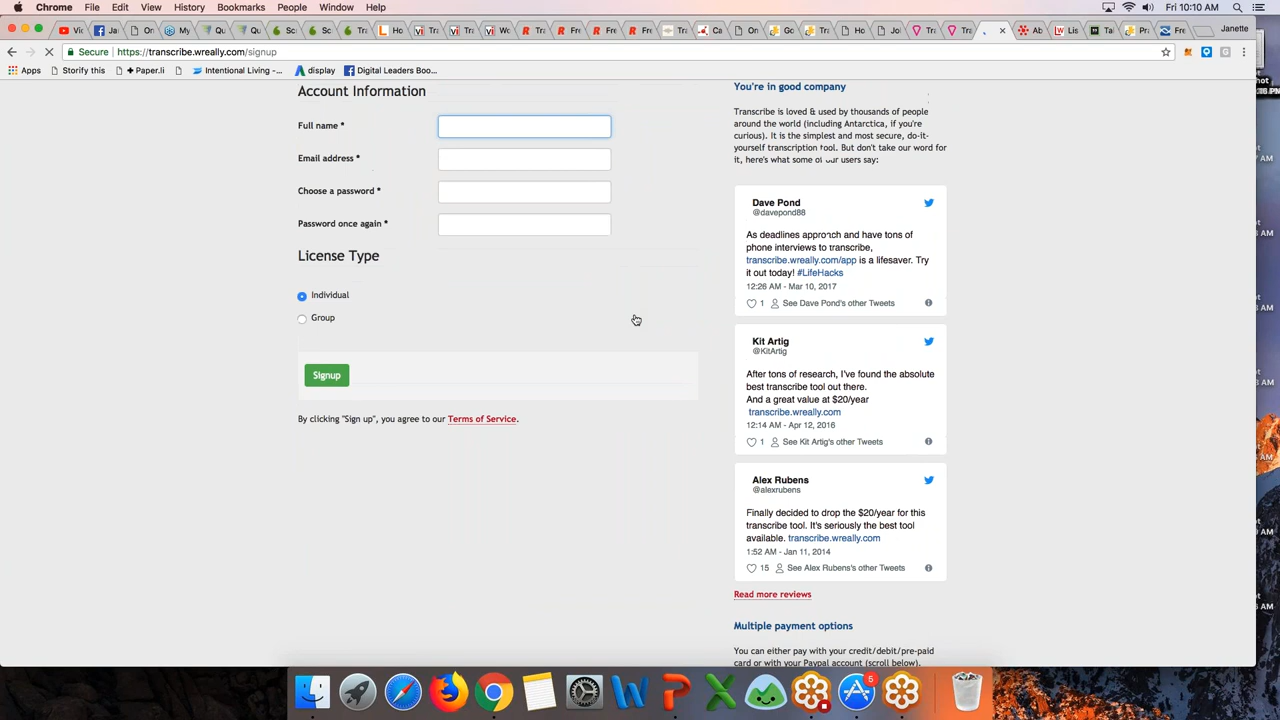 Chrome File Edit View History Bookmarks People Window Help Fri 10:10 AM
Janette
Secure https://transcribe.wreally.com/signup
Apps Storify this + Paper.li Intentional Living -... display Digital Leaders Boo...
Account Information
Full name *
Email address *
Choose a password *
Password once again *
License Type
Individual
Group
Signup
By clicking "Sign up", you agree to our Terms of Service.
You're in good company
Transcribe is loved & used by thousands of people
around the world (including Antarctica, if you're
curious). It is the simplest and most secure, do-it-
yourself transcription tool. But don't take our word for
it, here's what some of our users say:
Dave Pond
@davepond88
As deadlines approach and have tons of
phone interviews to transcribe,
transcribe.wreally.com/app is a lifesaver. Try
it out today! #LifeHacks
12:26 AM - Mar 10, 2017
1 See Dave Pond's other Tweets
Kit Artig
@KitArtig
After tons of research, I've found the absolute
best transcribe tool out there.
And a great value at $20/year
transcribe.wreally.com
12:14 AM - Apr 12, 2016
1 See Kit Artig's other Tweets
Alex Rubens
@alexrubens
Finally decided to drop the $20/year for this
transcribe tool. It's seriously the best tool
available. transcribe.wreally.com
1:52 AM - Jan 11, 2014
15 See Alex Rubens's other Tweets
Read more reviews
Multiple payment options
You can either pay with your credit/debit/pre-paid
card or with your Paypal account (scroll below).
5